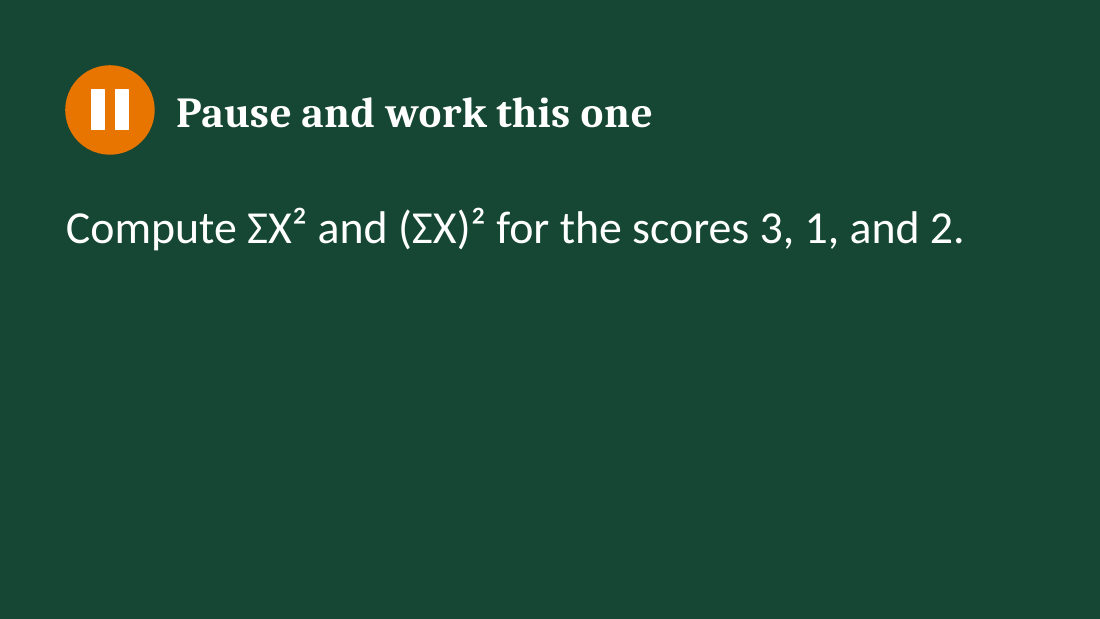 Pause and work this one
Compute ΣX² and (ΣX)² for the scores 3, 1, and 2.